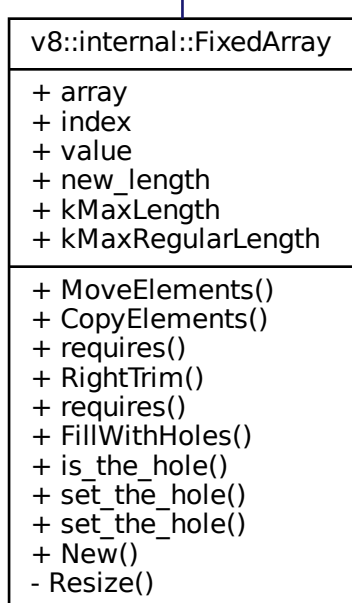 v8::internal::FixedArray
+ array
+ index
+ value
+ new_length
+ kMaxLength
+ kMaxRegularLength
+ MoveElements()
+ CopyElements()
+ requires()
+ RightTrim()
+ requires()
+ FillWithHoles()
+ is_the_hole()
+ set_the_hole()
+ set_the_hole()
+ New()
- Resize()